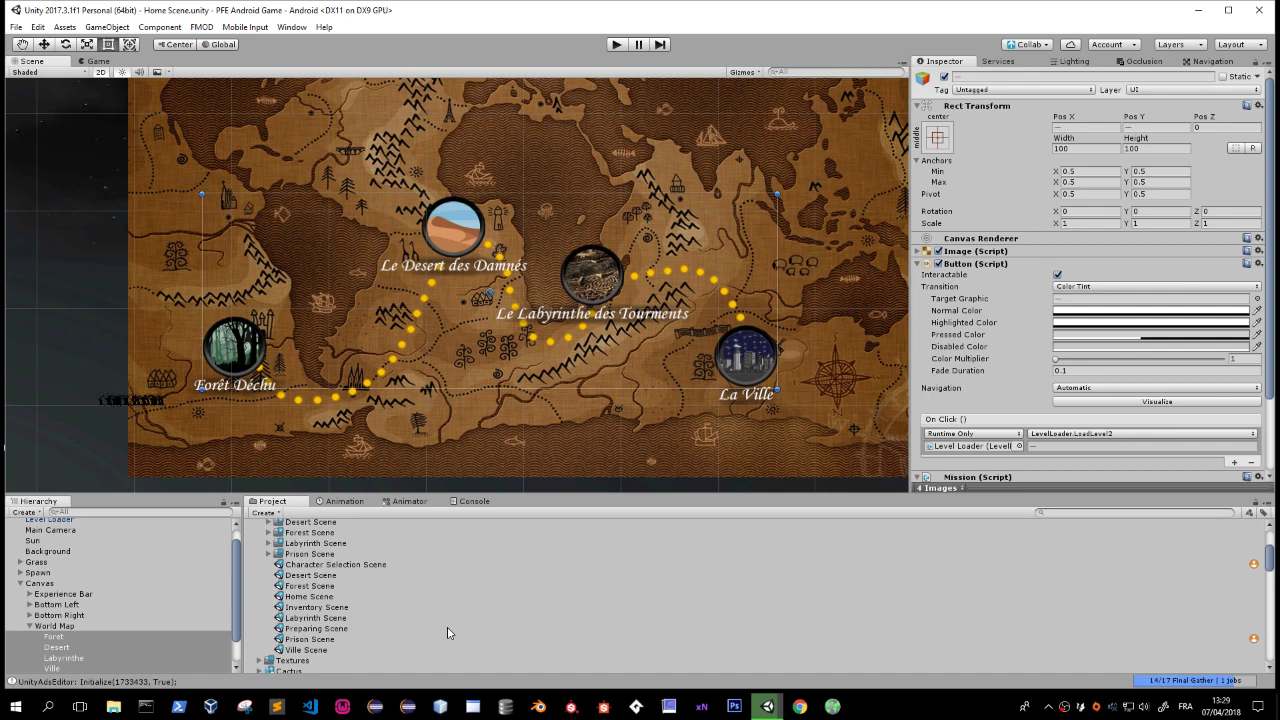 Unity 2017.3.1f1 Personal (64bit) - Home Scene.unity - PFE Android Game - Android <DX11 on DX9 GPU>
File Edit Assets GameObject Component FMOD Mobile Input Window Help
Center Global Collab Account Layers Layout
Scene Game
Shaded 2D Gizmos All
Le Desert des Damnés
Le Labyrinthe des Tourments
Forêt Déchu
La Ville
Inspector Services Lighting Occlusion Navigation
— Static
Tag Untagged Layer UI
Rect Transform
center Pos X Pos Y Pos Z
middle — — 0
Width Height
100 100 R
Anchors
Min X 0.5 Y 0.5
Max X 0.5 Y 0.5
Pivot X 0.5 Y 0.5
Rotation X 0 Y 0 Z 0
Scale X 1 Y 1 Z 1
Canvas Renderer
Image (Script)
Button (Script)
Interactable
Transition Color Tint
Target Graphic —
Normal Color
Highlighted Color
Pressed Color
Disabled Color
Color Multiplier 1
Fade Duration 0.1
Navigation Automatic
Visualize
On Click ()
Runtime Only LevelLoader.LoadLevel2
Level Loader (Level —
+ −
Mission (Script)
Images
Hierarchy
Create All
Level Loader
Main Camera
Sun
Background
Grass
Spawn
Canvas
Experience Bar
Bottom Left
Bottom Right
World Map
Foret
Desert
Labyrinthe
Ville
Project Animation Animator Console
Create
Desert Scene
Forest Scene
Labyrinth Scene
Prison Scene
Character Selection Scene
Desert Scene
Forest Scene
Home Scene
Inventory Scene
Labyrinth Scene
Preparing Scene
Prison Scene
Ville Scene
Textures
Cactus
UnityAdsEditor: Initialize(1733433, True);
14/17 Final Gather | 1 jobs
xN Ps FRA
13:29
07/04/2018